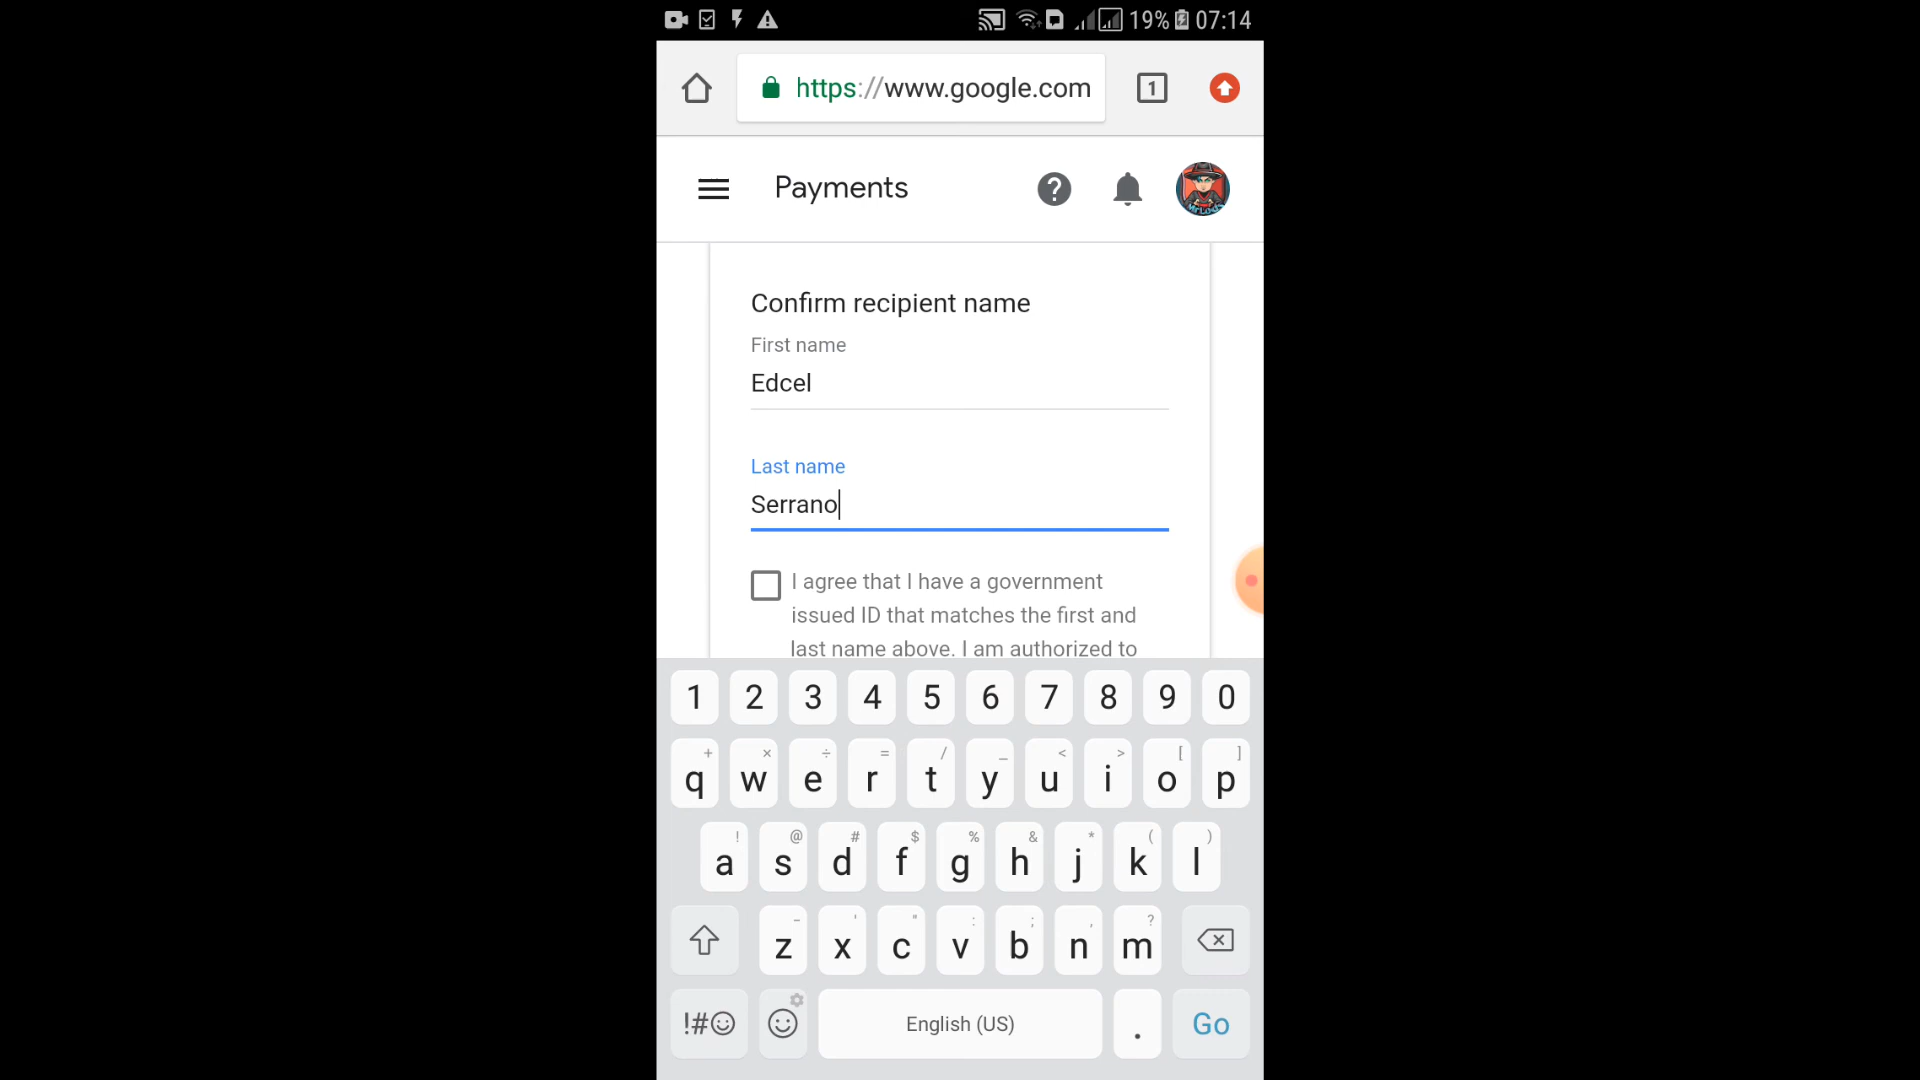 19% 07:14
https://www.google.com 1
Payments
Confirm recipient name
First name
Edcel
Last name
Serrano
I agree that I have a government
issued ID that matches the first and
last name above. I am authorized to
1 2 3 4 5 6 7 8 9 0
+ × ÷ = / _ < > [ ]
q w e r t y u i o p
! @ # $ % & * ( )
a s d f g h j k l
- ' " : ; , ?
z x c v b n m
!#☺ English (US) . Go